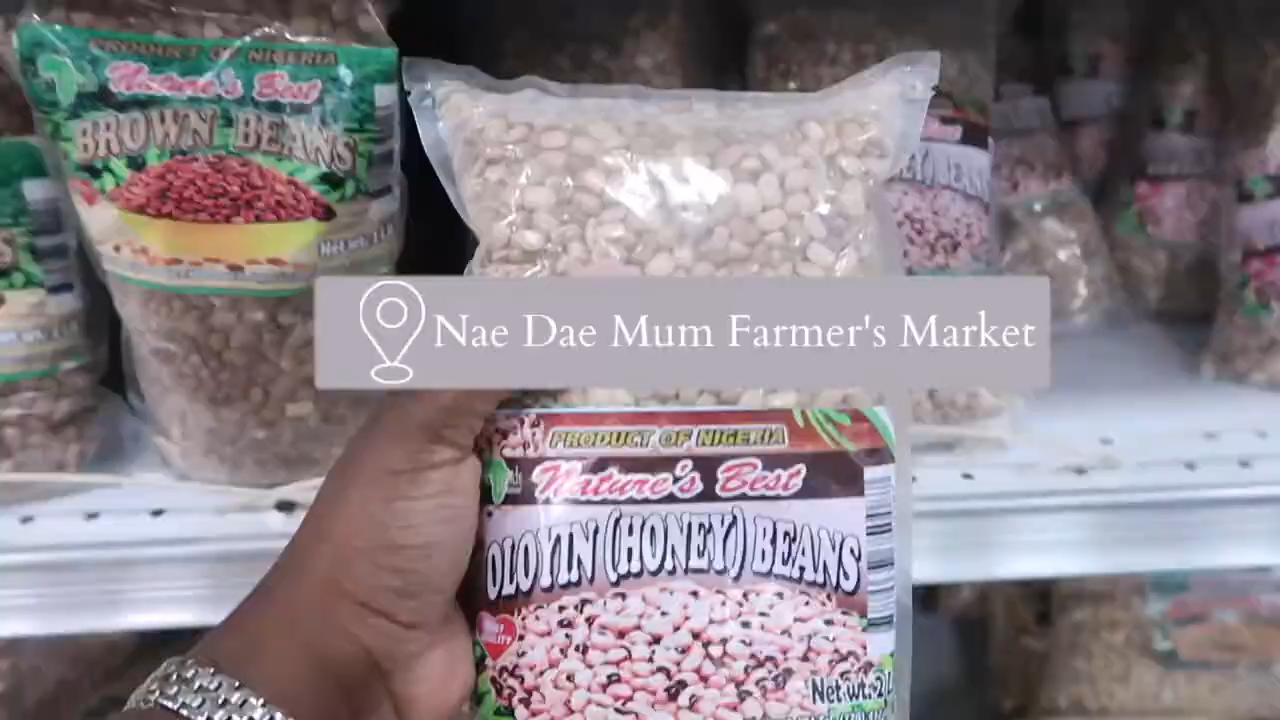 PRODUCT OF NIGERIA
Nature's Best
BROWN BEANS
Net wt.
Nae Dae Mum Farmer's Market
PRODUCT OF NIGERIA
Nature's Best
OLOYIN (HONEY) BEANS
Net wt. 2